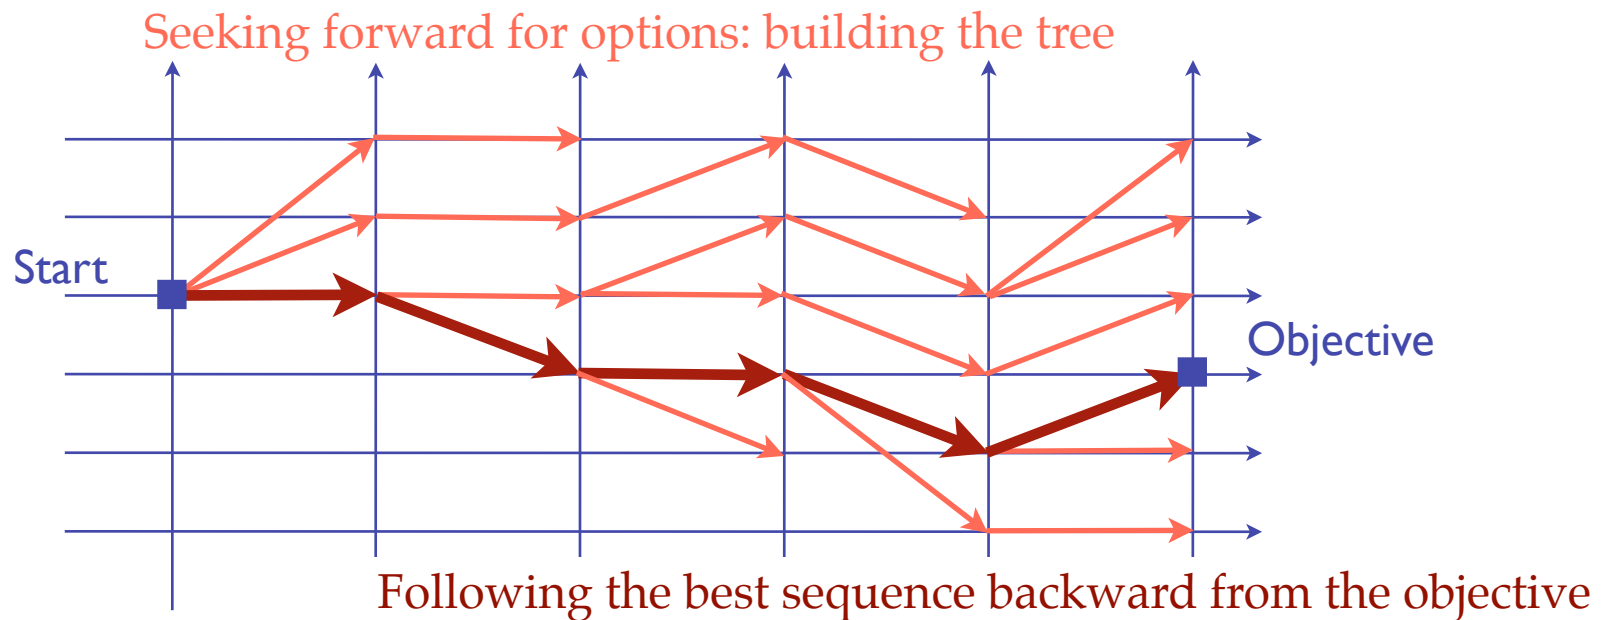 Seeking forward for options: building the tree
Start
Objective
Following the best sequence backward from the objective